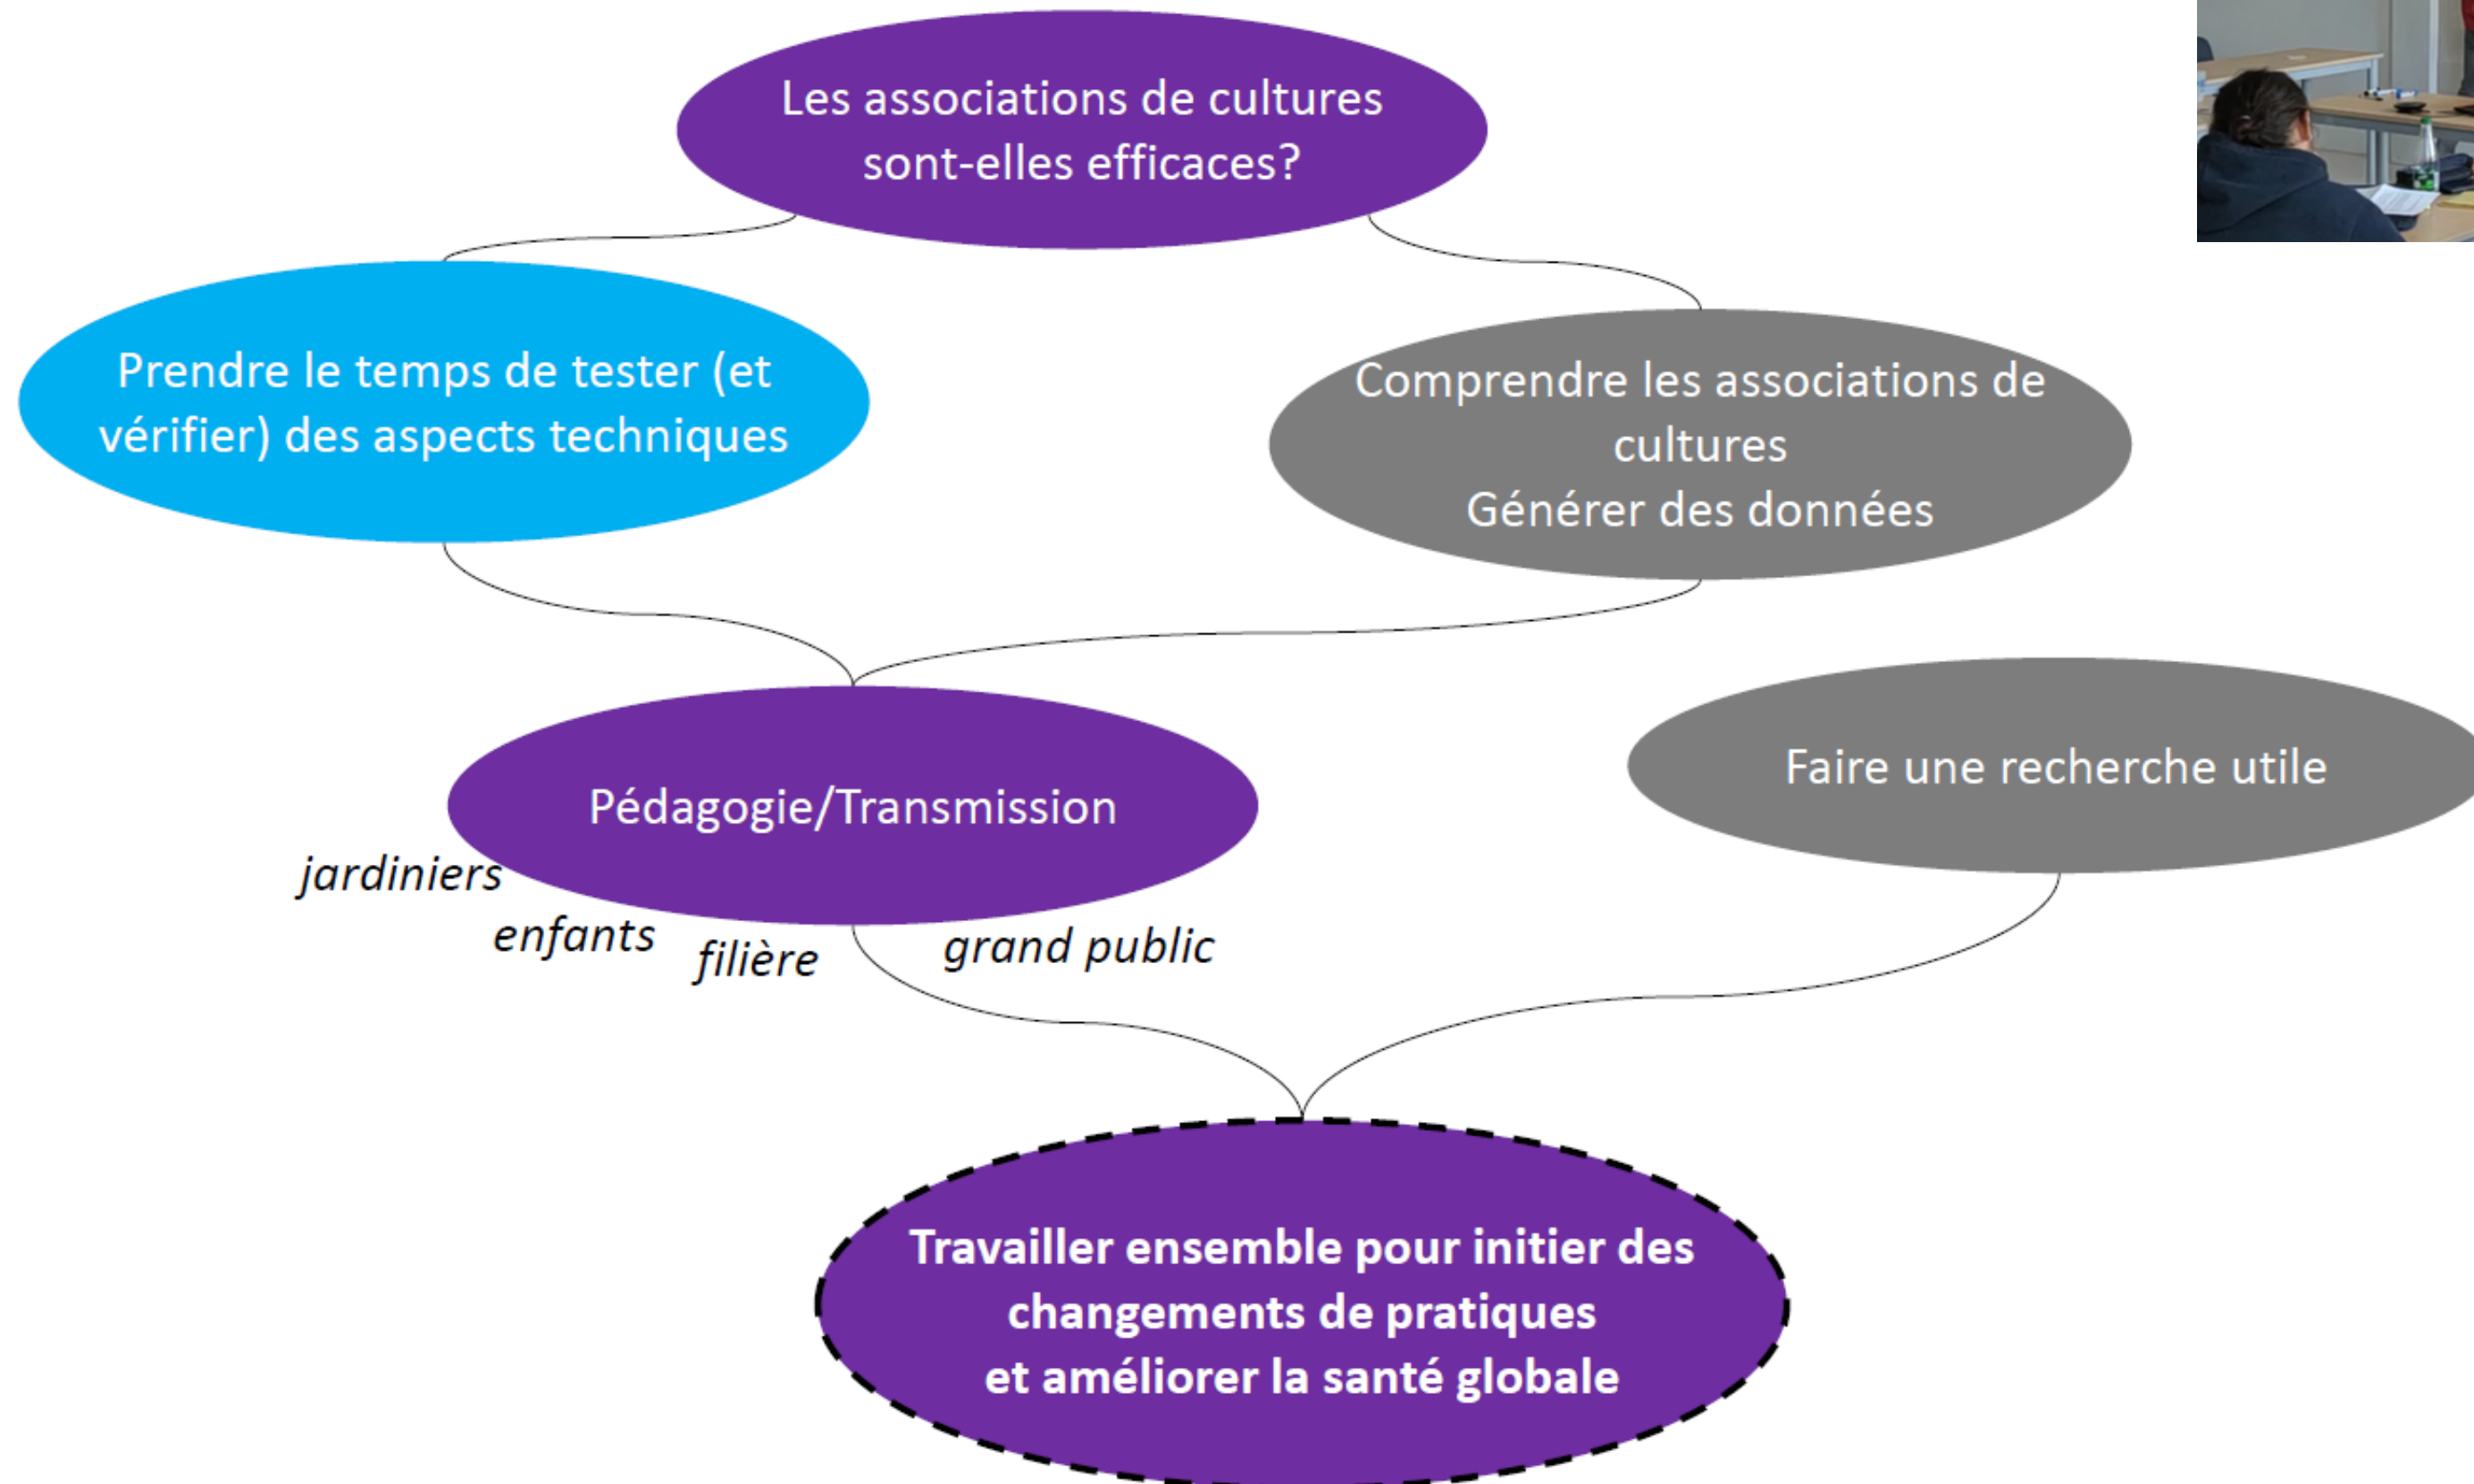 Les associations de cultures
sont-elles efficaces?
Prendre le temps de tester (et
vérifier) des aspects techniques
Comprendre les associations de
cultures
Générer des données
Pédagogie/Transmission
Faire une recherche utile
jardiniers
enfants
filière
grand public
Travailler ensemble pour initier des
changements de pratiques
et améliorer la santé globale